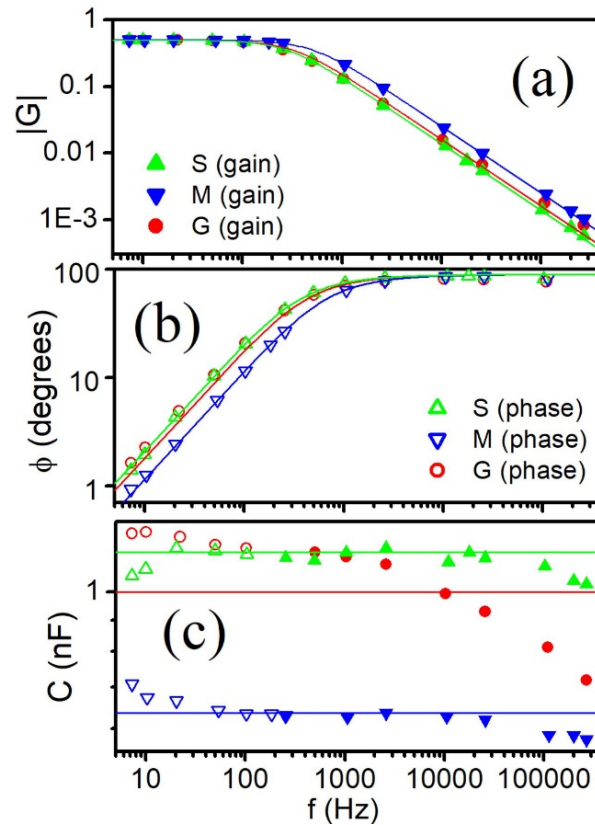 1
0.1
0.01
1E-3
|G|
(a)
S (gain)
M (gain)
G (gain)
100
10
1
ϕ (degrees)
(b)
S (phase)
M (phase)
G (phase)
1
C (nF)
(c)
10 100 1000 10000 100000
f (Hz)